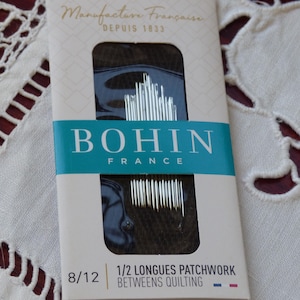 Manufacture Française
DEPUIS 1833
BOHIN
FRANCE
8/12
1/2 LONGUES PATCHWORK
BETWEENS QUILTING